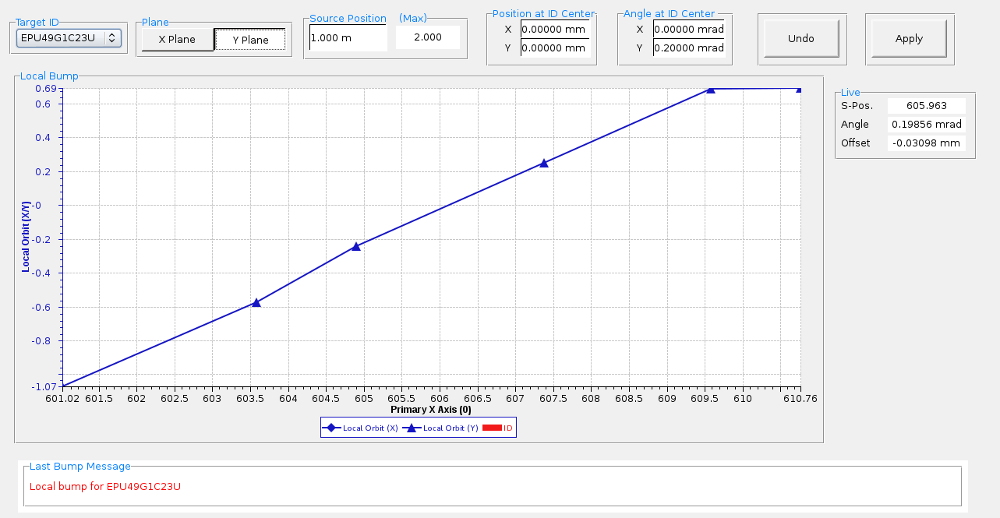 Target ID
EPU49G1C23U
Plane
X Plane
Y Plane
Source Position (Max)
1.000 m
2.000
Position at ID Center
X 0.00000 mm
Y 0.00000 mm
Angle at ID Center
X 0.00000 mrad
Y 0.20000 mrad
Undo
Apply
Local Bump
0.69
0.6
0.4
0.2
-0
-0.2
-0.4
-0.6
-0.8
-1.07
Local Orbit (X/Y)
601.02 601.5 602 602.5 603 603.5 604 604.5 605 605.5 606 606.5 607 607.5 608 608.5 609 609.5 610 610.76
Primary X Axis (0)
Local Orbit (X) Local Orbit (Y) ID
Live
S-Pos. 605.963
Angle 0.19856 mrad
Offset -0.03098 mm
Last Bump Message
Local bump for EPU49G1C23U